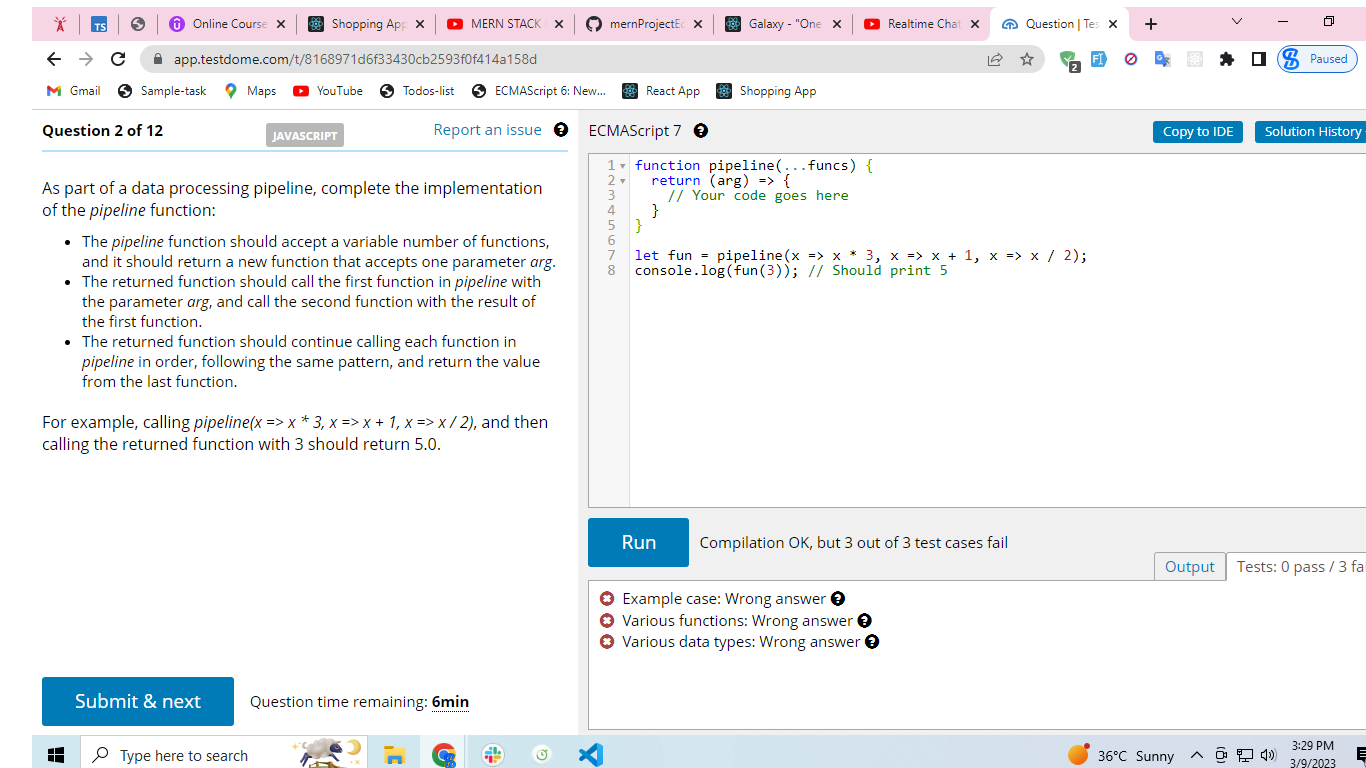 TS
Online Course
Shopping App
MERN STACK
mernProjectEc
Galaxy - "One
Realtime Chat
Question | Tes
app.testdome.com/t/8168971d6f33430cb2593f0f414a158d
2
Paused
Gmail
Sample-task
Maps
YouTube
Todos-list
ECMAScript 6: New...
React App
Shopping App
Question 2 of 12
JAVASCRIPT
Report an issue
As part of a data processing pipeline, complete the implementation
of the pipeline function:
• The pipeline function should accept a variable number of functions,
and it should return a new function that accepts one parameter arg.
• The returned function should call the first function in pipeline with
the parameter arg, and call the second function with the result of
the first function.
• The returned function should continue calling each function in
pipeline in order, following the same pattern, and return the value
from the last function.
For example, calling pipeline(x => x * 3, x => x + 1, x => x / 2), and then
calling the returned function with 3 should return 5.0.
Submit & next
Question time remaining: 6min
ECMAScript 7
Copy to IDE
Solution History
1 function pipeline(...funcs) {
2   return (arg) => {
3     // Your code goes here
4   }
5 }
6
7 let fun = pipeline(x => x * 3, x => x + 1, x => x / 2);
8 console.log(fun(3)); // Should print 5
Run
Compilation OK, but 3 out of 3 test cases fail
Output
Tests: 0 pass / 3 fai
Example case: Wrong answer
Various functions: Wrong answer
Various data types: Wrong answer
Type here to search
36°C Sunny
3:29 PM
3/9/2023